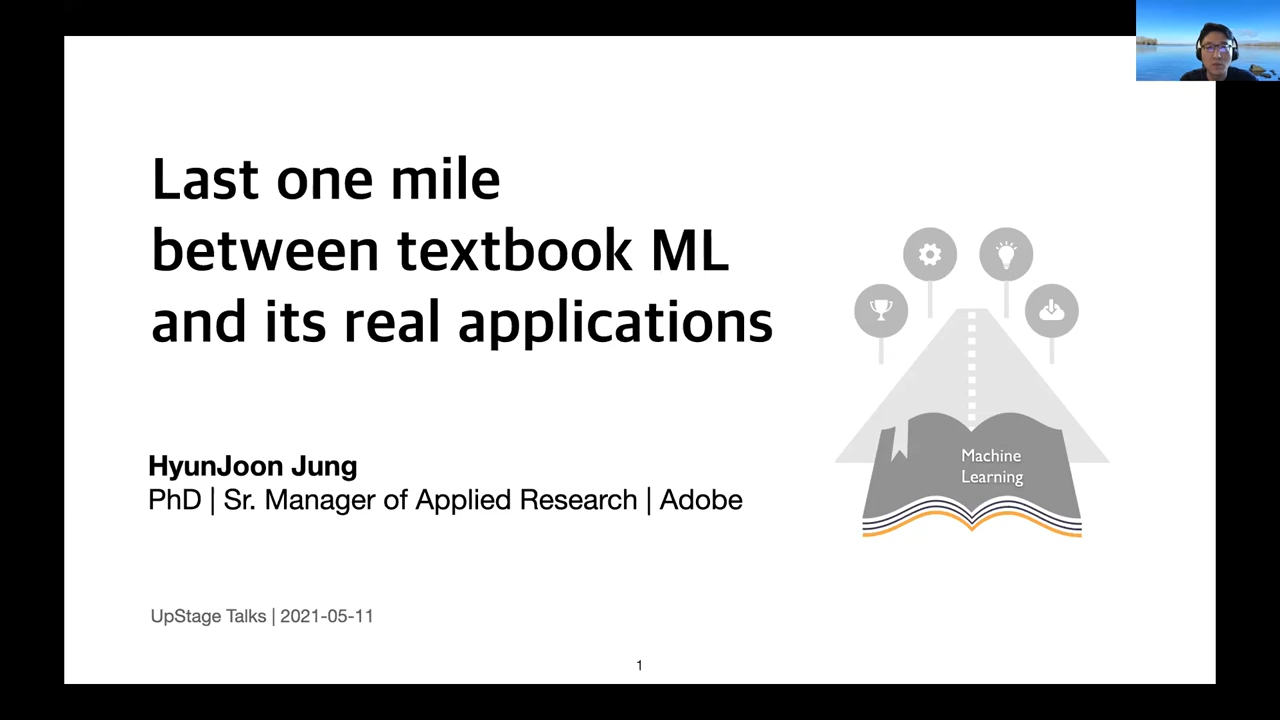 Last one mile
between textbook ML
and its real applications
Machine
Learning
HyunJoon Jung
PhD | Sr. Manager of Applied Research | Adobe
UpStage Talks | 2021-05-11
1